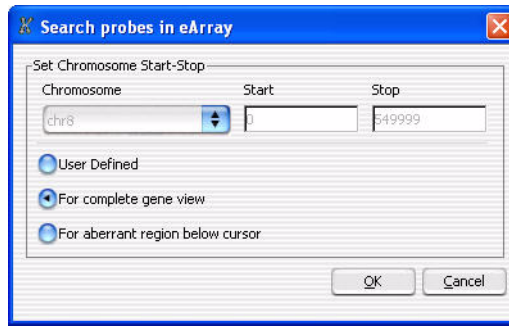 Search probes in eArray
Set Chromosome Start-Stop
Chromosome Start Stop
chr8 0 549999
User Defined
For complete gene view
For aberrant region below cursor
OK Cancel